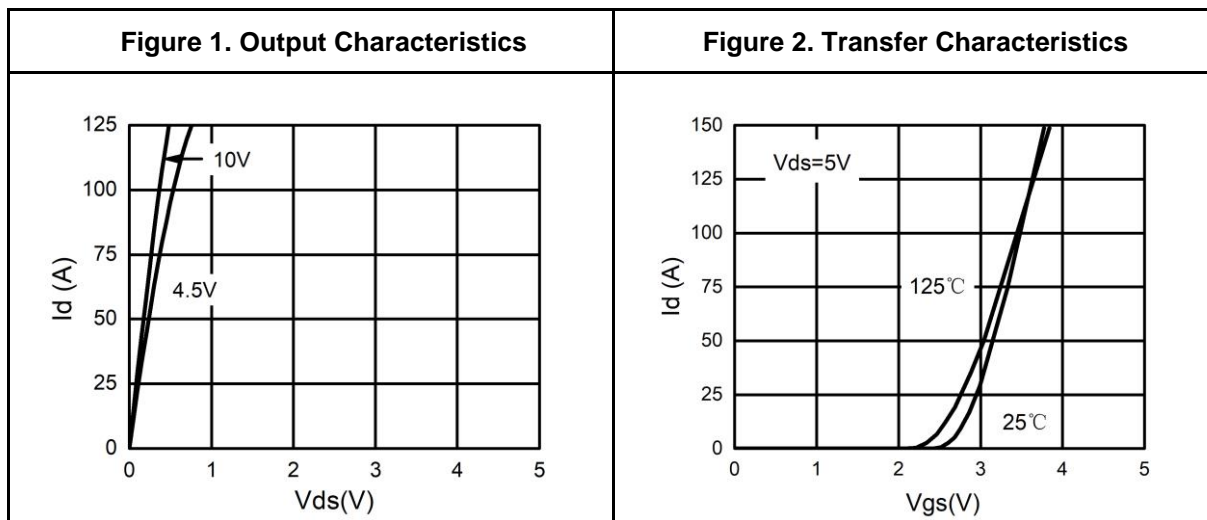 Figure 1. Output Characteristics
Figure 2. Transfer Characteristics
125
100
75
50
25
0
10V
4.5V
Id (A)
0 1 2 3 4 5
Vds(V)
150
125
100
75
50
25
0
Vds=5V
125℃
25℃
Id (A)
0 1 2 3 4 5
Vgs(V)